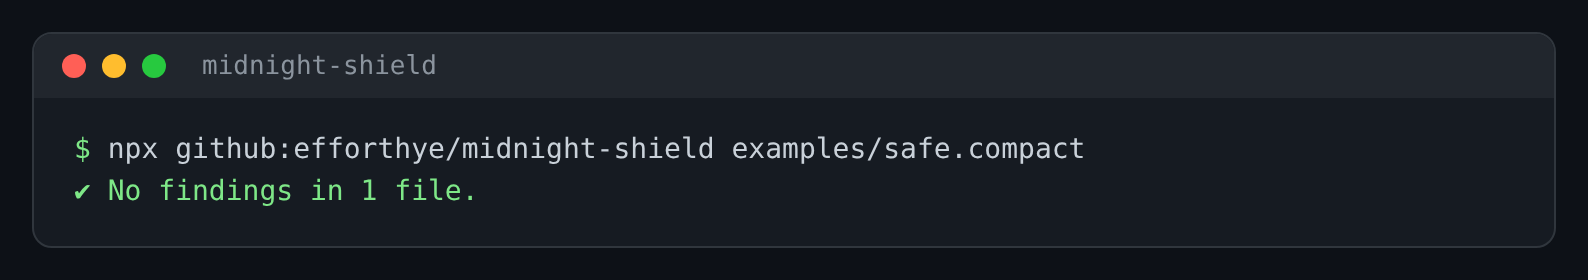 midnight-shield
$ npx github:efforthye/midnight-shield examples/safe.compact
✔ No findings in 1 file.